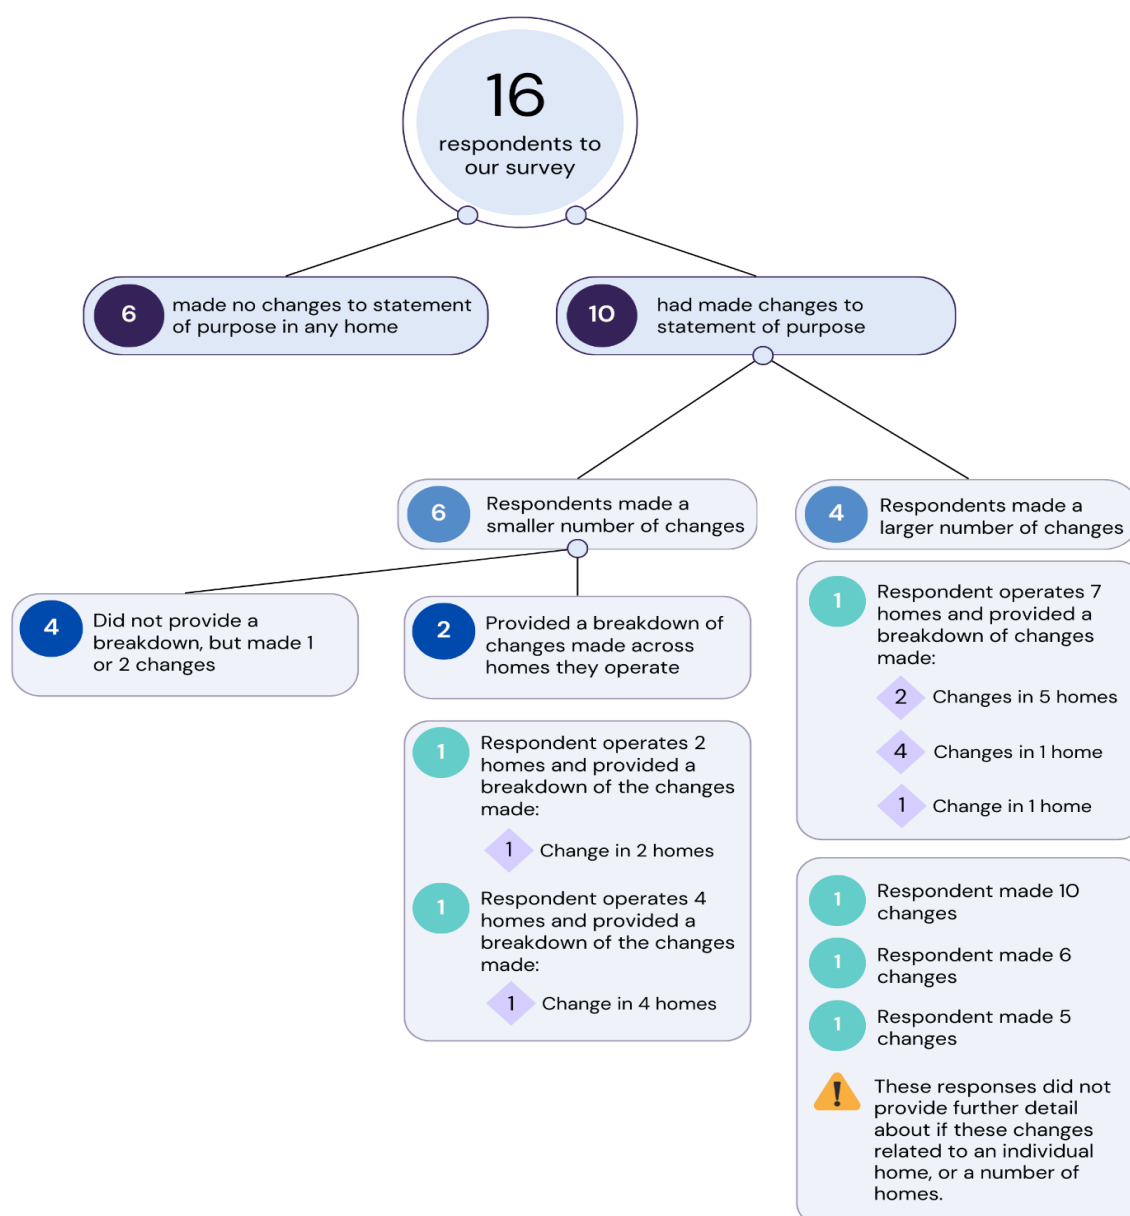 16
respondents to
our survey
6
made no changes to statement
of purpose in any home
10
had made changes to
statement of purpose
6
Respondents made a
smaller number of changes
4
Respondents made a
larger number of changes
4
Did not provide a
breakdown, but made 1
or 2 changes
2
Provided a breakdown of
changes made across
homes they operate
1
Respondent operates 2
homes and provided a
breakdown of the changes
made:
1
Change in 2 homes
1
Respondent operates 4
homes and provided a
breakdown of the changes
made:
1
Change in 4 homes
1
Respondent operates 7
homes and provided a
breakdown of changes
made:
2
Changes in 5 homes
4
Changes in 1 home
1
Change in 1 home
1
Respondent made 10
changes
1
Respondent made 6
changes
1
Respondent made 5
changes
!
These responses did not
provide further detail
about if these changes
related to an individual
home, or a number of
homes.